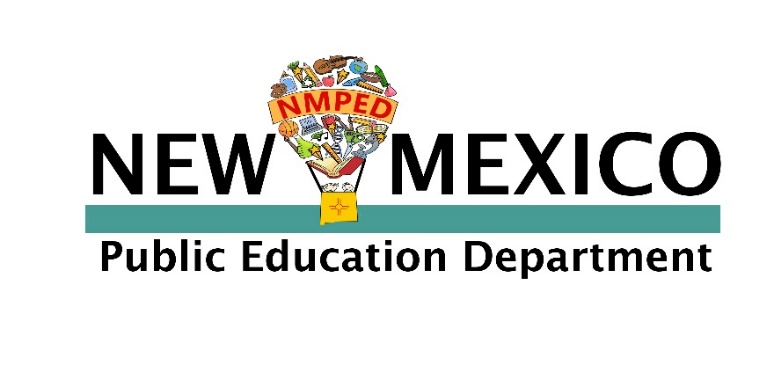 NMPED
NEW MEXICO
Public Education Department